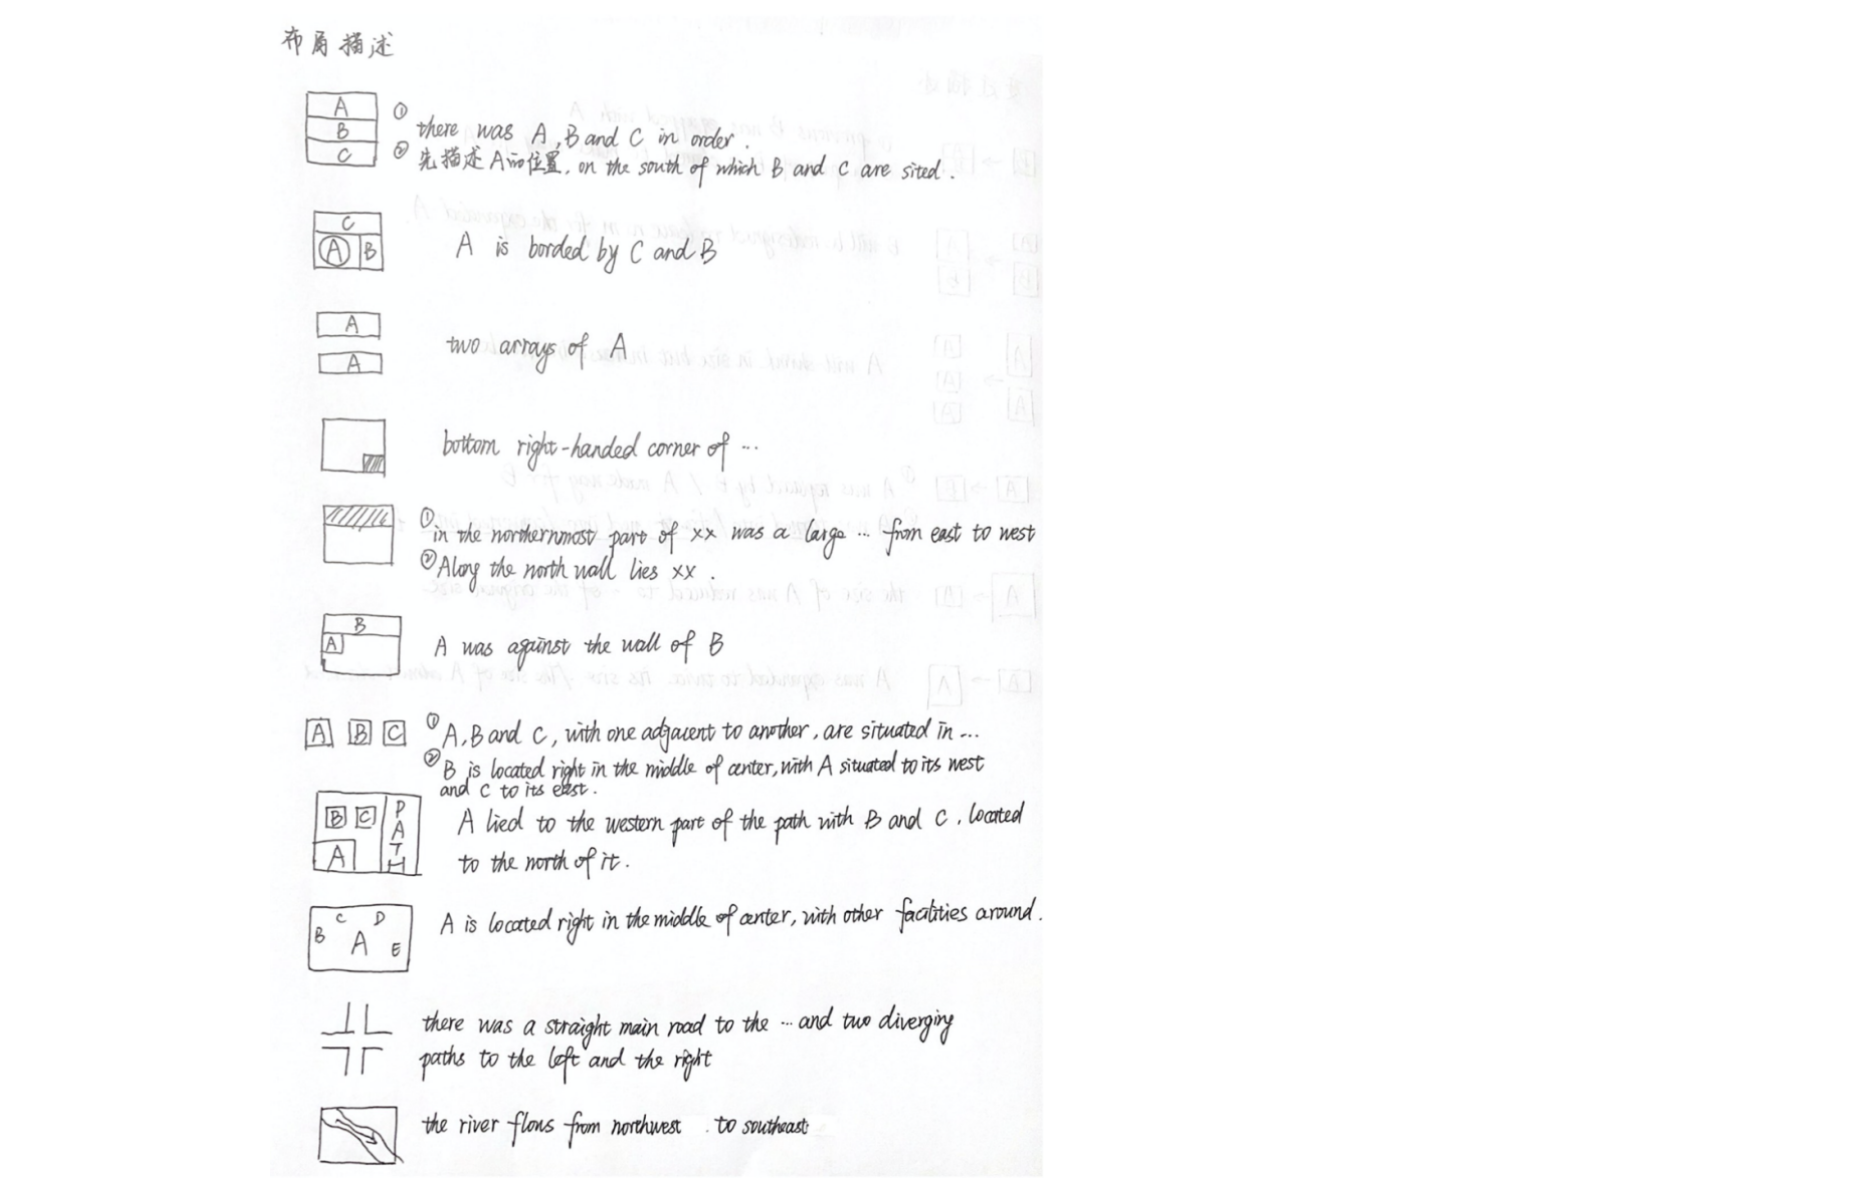 布局描述
A
B
C
① there was A, B and C in order.
② 先描述A的位置, on the south of which B and C are sited.
C
A B
A is borded by C and B
A
A
two arrays of A
bottom right-handed corner of ...
① in the northernmost part of xx was a large ... from east to west
② Along the north wall lies xx.
B
A
A was against the wall of B
A B C
① A, B and C, with one adjacent to another, are situated in ...
② B is located right in the middle of center, with A situated to its west
and C to its east.
B C
A
PATH
A lied to the western part of the path with B and C, located
to the north of it.
C D
B A E
A is located right in the middle of center, with other facilities around.
there was a straight main road to the ... and two diverging
paths to the left and the right
the river flows from northwest to southeast